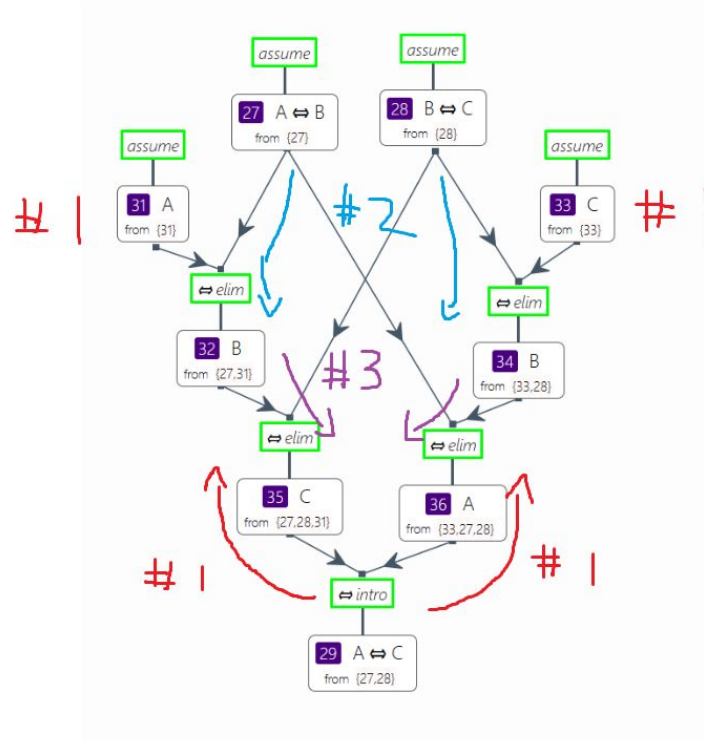 assume
assume
27 A ⇔ B
from {27}
28 B ⇔ C
from {28}
assume
assume
31 A
from {31}
33 C
from {33}
# 1
#2
#
⇔ elim
⇔ elim
32 B
from {27,31}
34 B
from {33,28}
#3
⇔ elim
⇔ elim
35 C
from {27,28,31}
36 A
from {33,27,28}
# 1
# 1
⇔ intro
29 A ⇔ C
from {27,28}